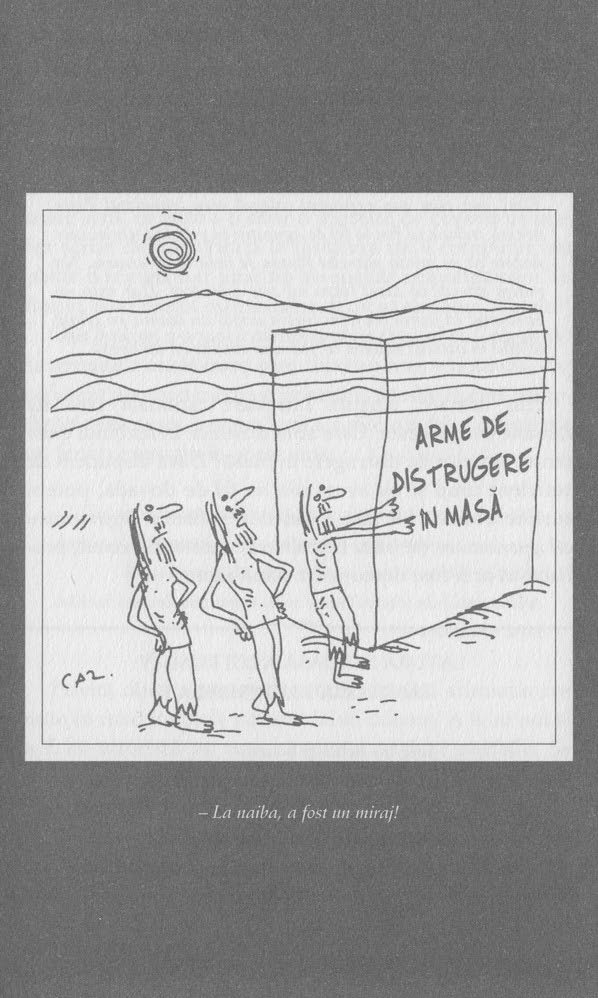 ARME DE
DISTRUGERE
ÎN MASĂ
CAZ.
– La naiba, a fost un miraj!